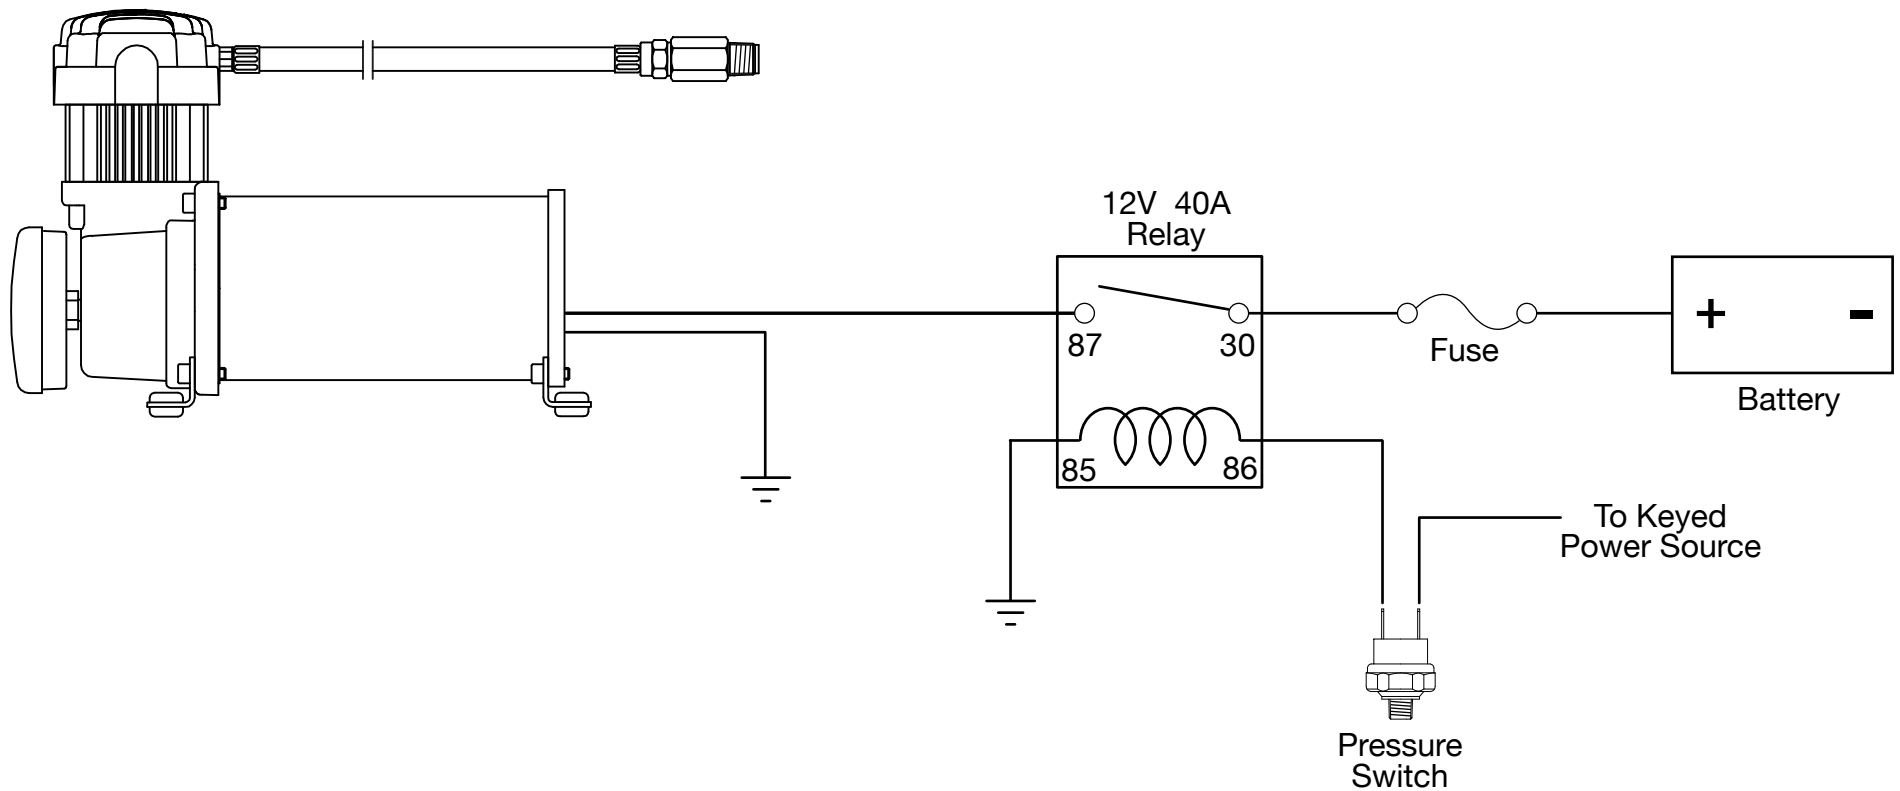 12V 40A
Relay
87
30
85
86
Fuse
+
-
Battery
To Keyed
Power Source
Pressure
Switch